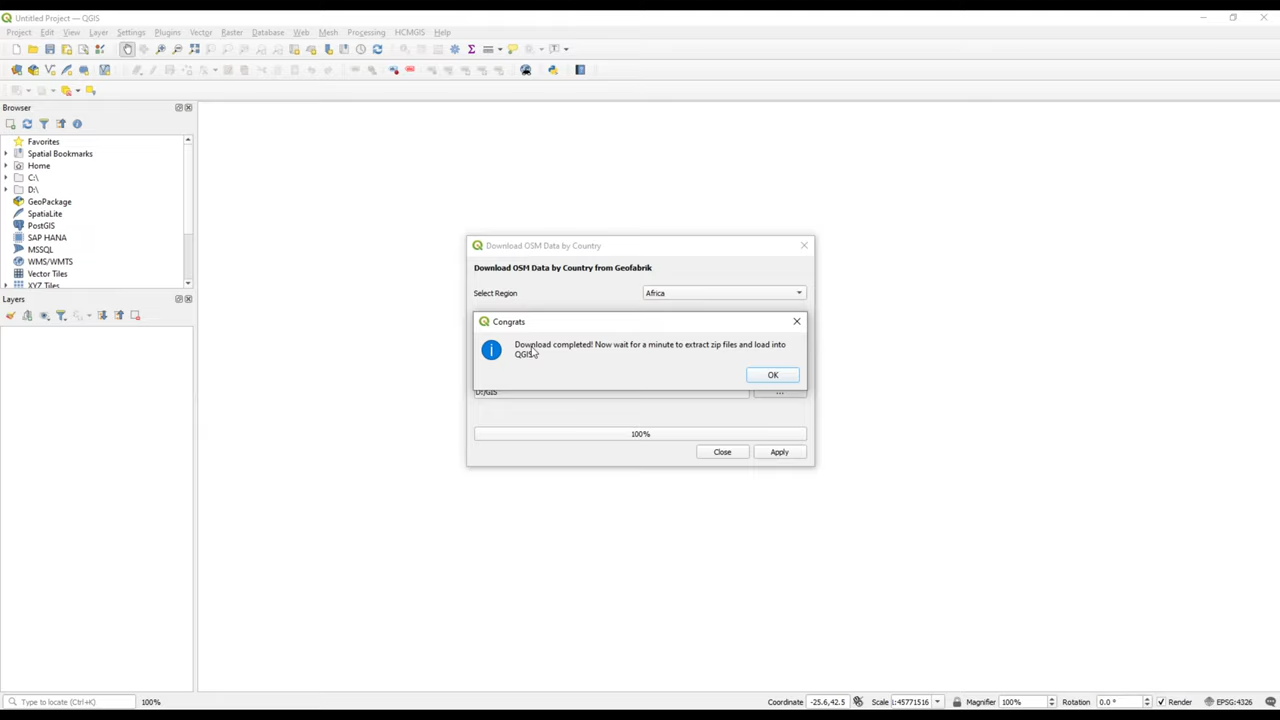 Untitled Project — QGIS
Project Edit View Layer Settings Plugins Vector Raster Database Web Mesh Processing HCMGIS Help
Browser
Favorites
Spatial Bookmarks
Home
C:\
D:\
GeoPackage
SpatiaLite
PostGIS
SAP HANA
MSSQL
WMS/WMTS
Vector Tiles
XYZ Tiles
Layers
Download OSM Data by Country
Download OSM Data by Country from Geofabrik
Select Region Africa
Congrats
Download completed! Now wait for a minute to extract zip files and load into
QGIS
OK
D:/GIS ...
100%
Close Apply
Type to locate (Ctrl+K) 100% Coordinate -25.6,42.5 Scale 1:45771516 Magnifier 100% Rotation 0.0 ° Render EPSG:4326